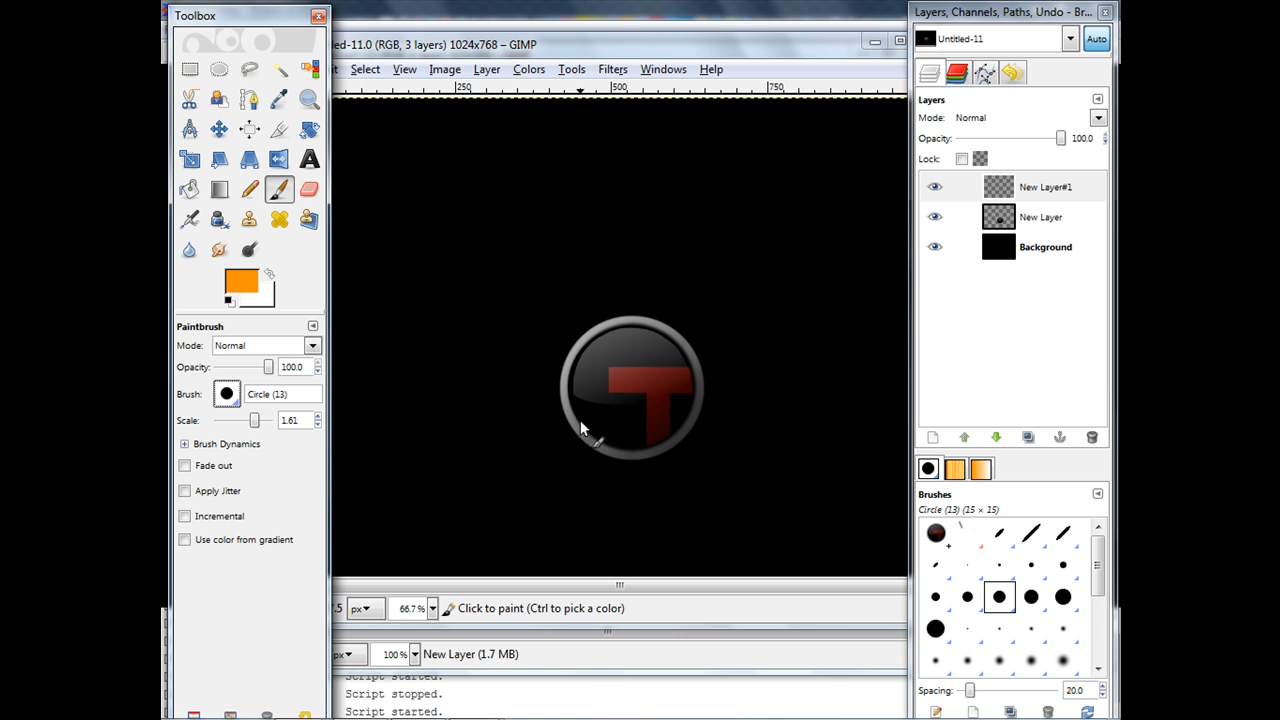 Toolbox
Paintbrush
Mode: Normal
Opacity: 100.0
Brush: Circle (13)
Scale: 1.61
Brush Dynamics
Fade out
Apply Jitter
Incremental
Use color from gradient
ed-11.0 (RGB, 3 layers) 1024x768 – GIMP
it Select View Image Layer Colors Tools Filters Windows Help
250 500 750
T
.5 px 66.7% Click to paint (Ctrl to pick a color)
px 100% New Layer (1.7 MB)
Script started.
Script stopped.
Script started.
Layers, Channels, Paths, Undo - Br...
Untitled-11 Auto
Layers
Mode: Normal
Opacity: 100.0
Lock:
New Layer#1
New Layer
Background
Brushes
Circle (13) (15 × 15)
Spacing: 20.0